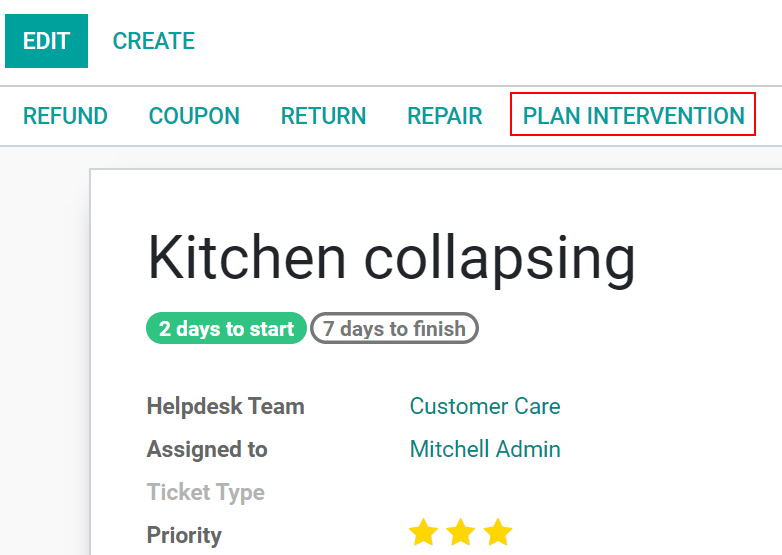 EDIT CREATE
REFUND COUPON RETURN REPAIR PLAN INTERVENTION
Kitchen collapsing
2 days to start 7 days to finish
Helpdesk Team Customer Care
Assigned to Mitchell Admin
Ticket Type
Priority